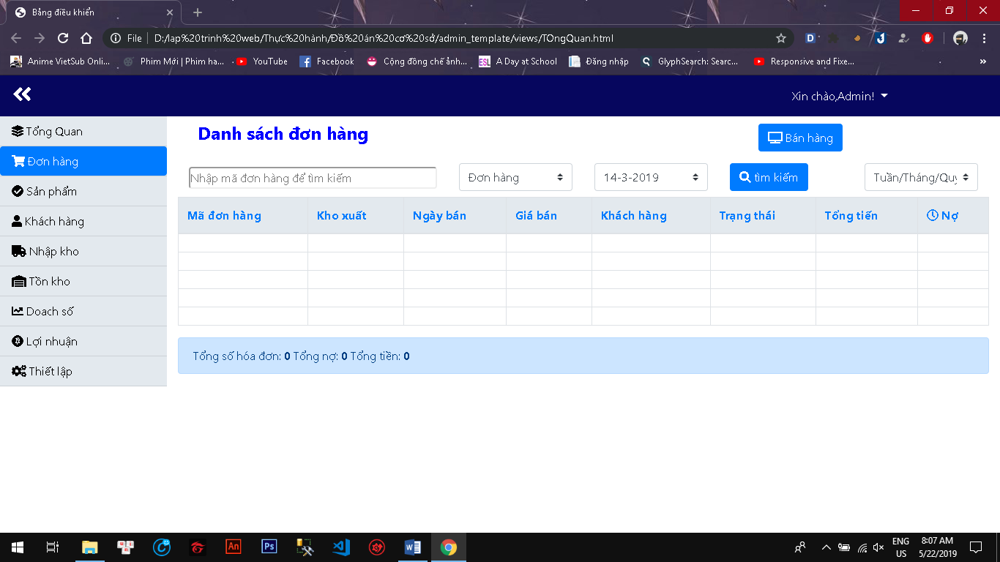 Bảng điều khiển
File D:/lap%20trinh%20web/Thực%20hành/Đồ%20án%20cơ%20sở/admin_template/views/TOngQuan.html
Anime VietSub Onli... Phim Mới | Phim ha... YouTube Facebook Cộng đồng chế ảnh... ESL A Day at School Đăng nhập GlyphSearch: Searc... Responsive and Fixe... »
Xin chào,Admin!
Tổng Quan
Đơn hàng
Sản phẩm
Khách hàng
Nhập kho
Tồn kho
Doach số
Lợi nhuận
Thiết lập
Danh sách đơn hàng
Bán hàng
Nhập mã đơn hàng để tìm kiếm Đơn hàng 14-3-2019 tìm kiếm Tuần/Tháng/Quý
Mã đơn hàng Kho xuất Ngày bán Giá bán Khách hàng Trạng thái Tổng tiến Nợ
Tổng số hóa đơn: 0 Tổng nợ: 0 Tổng tiền: 0
An Ps
ENG 8:07 AM
US 5/22/2019